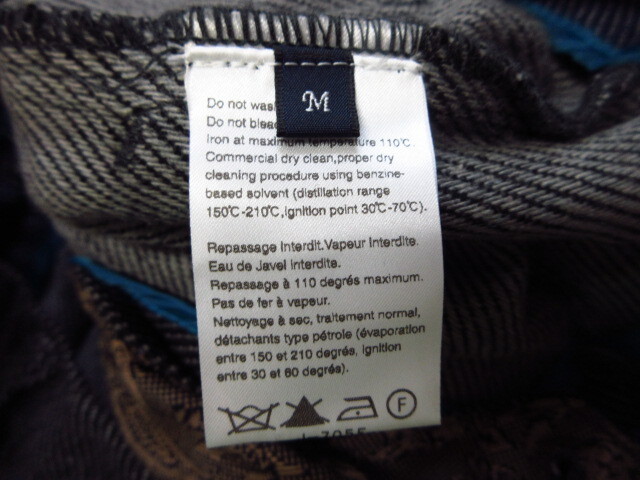 M
Do not
Do not
Iron at maximum temperature 110℃.
Commercial dry clean,proper dry
cleaning procedure using benzine-
based solvent (distillation range
150℃-210℃,ignition point 30℃-70℃).
Repassage Interdit.Vapeur Interdite.
Eau de Javel interdite.
Repassage à 110 degrés maximum.
Pas de fer à vapeur.
Nettoyage à sec, traitement normal,
détachants type pétrole (évaporation
entre 150 et 210 degrés, ignition
entre 30 et 60 degrés).
F